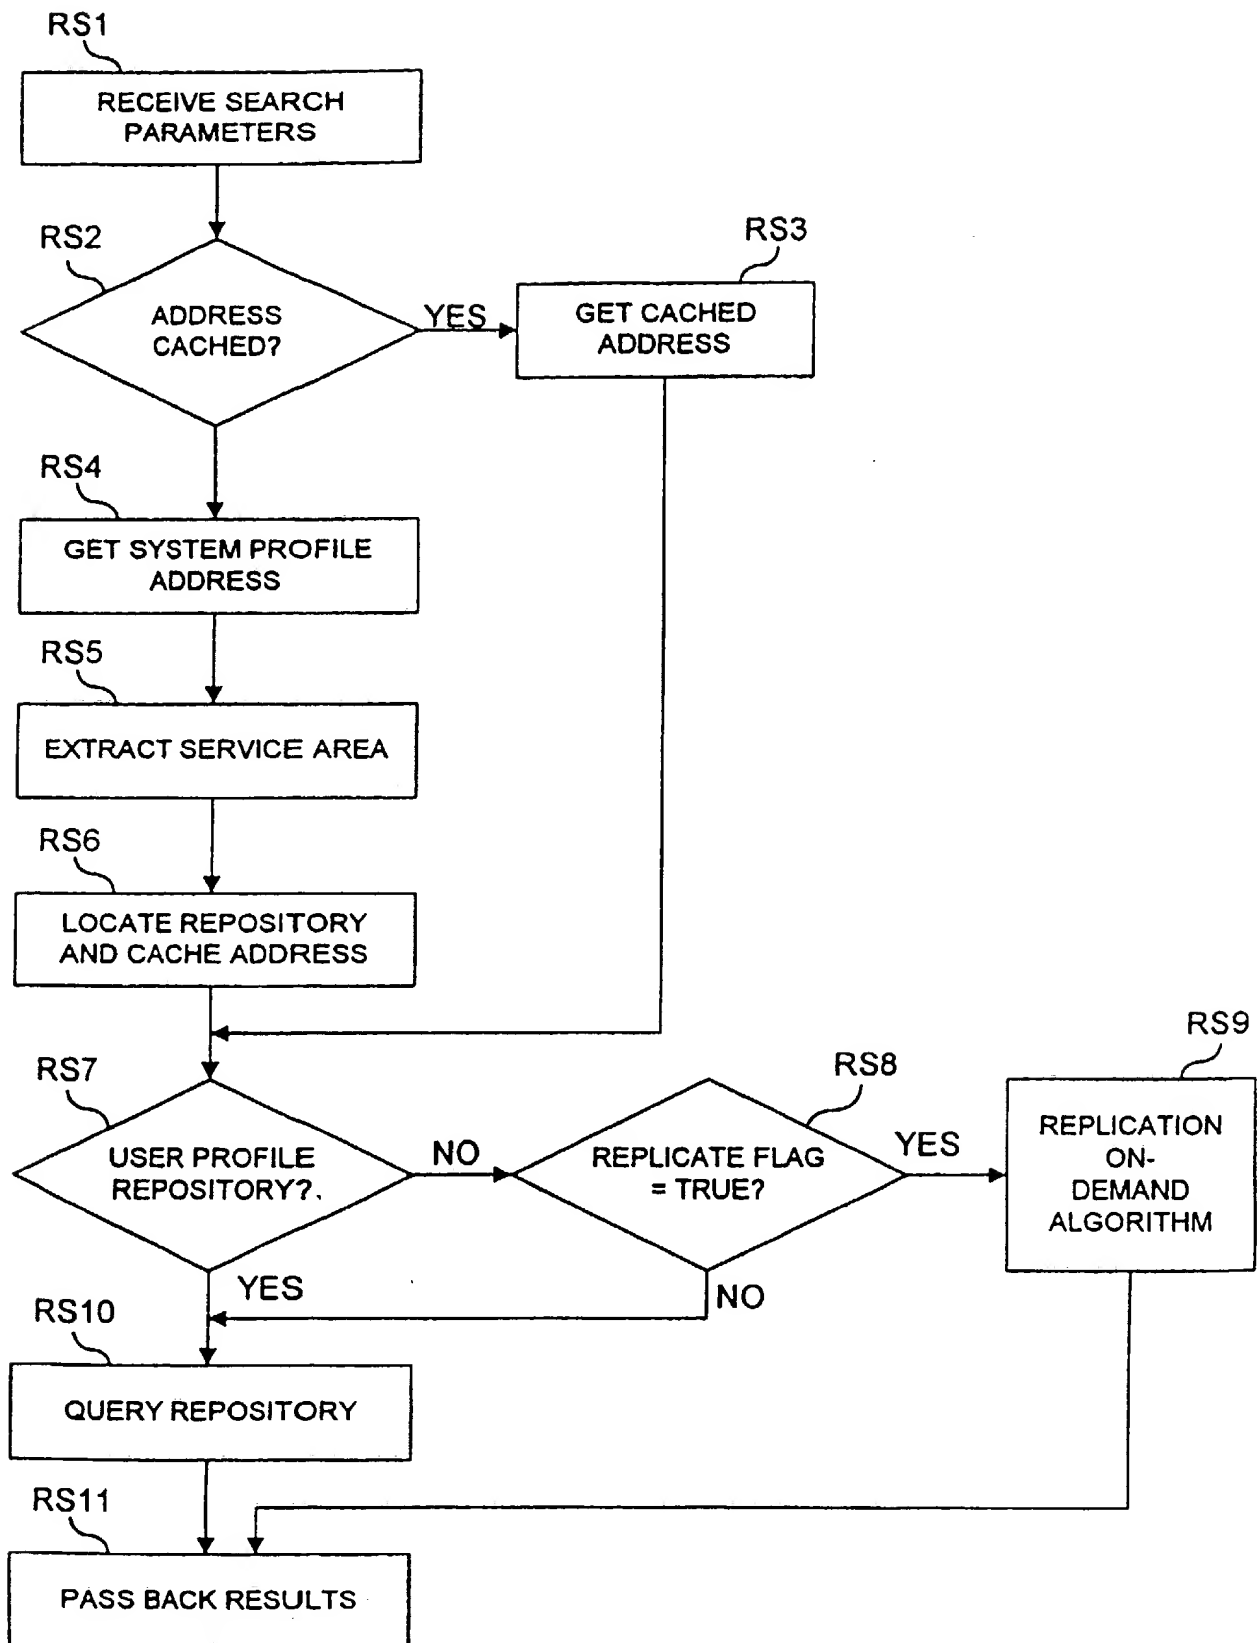 RS1
RECEIVE SEARCH
PARAMETERS
RS2
ADDRESS
CACHED?
YES
RS3
GET CACHED
ADDRESS
RS4
GET SYSTEM PROFILE
ADDRESS
RS5
EXTRACT SERVICE AREA
RS6
LOCATE REPOSITORY
AND CACHE ADDRESS
RS7
USER PROFILE
REPOSITORY?.
NO
RS8
REPLICATE FLAG
= TRUE?
YES
RS9
REPLICATION
ON-
DEMAND
ALGORITHM
YES
NO
RS10
QUERY REPOSITORY
RS11
PASS BACK RESULTS